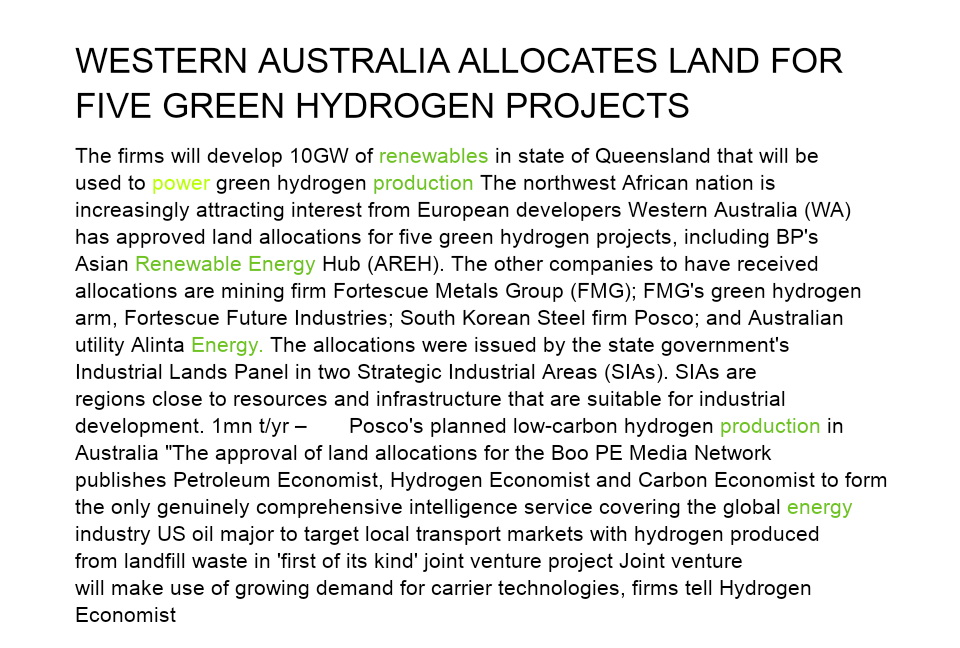 WESTERN AUSTRALIA ALLOCATES LAND FOR
FIVE GREEN HYDROGEN PROJECTS
The firms will develop 10GW of renewables in state of Queensland that will be
used to power green hydrogen production The northwest African nation is
increasingly attracting interest from European developers Western Australia (WA)
has approved land allocations for five green hydrogen projects, including BP's
Asian Renewable Energy Hub (AREH). The other companies to have received
allocations are mining firm Fortescue Metals Group (FMG); FMG's green hydrogen
arm, Fortescue Future Industries; South Korean Steel firm Posco; and Australian
utility Alinta Energy. The allocations were issued by the state government's
Industrial Lands Panel in two Strategic Industrial Areas (SIAs). SIAs are
regions close to resources and infrastructure that are suitable for industrial
development. 1mn t/yr – Posco's planned low-carbon hydrogen production in
Australia "The approval of land allocations for the Boo PE Media Network
publishes Petroleum Economist, Hydrogen Economist and Carbon Economist to form
the only genuinely comprehensive intelligence service covering the global energy
industry US oil major to target local transport markets with hydrogen produced
from landfill waste in 'first of its kind' joint venture project Joint venture
will make use of growing demand for carrier technologies, firms tell Hydrogen
Economist